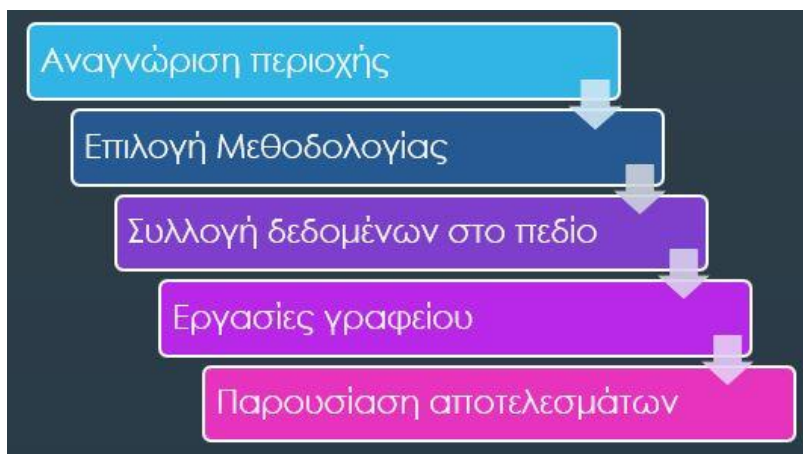 Αναγνώριση περιοχής
Επιλογή Μεθοδολογίας
Συλλογή δεδομένων στο πεδίο
Εργασίες γραφείου
Παρουσίαση αποτελεσμάτων